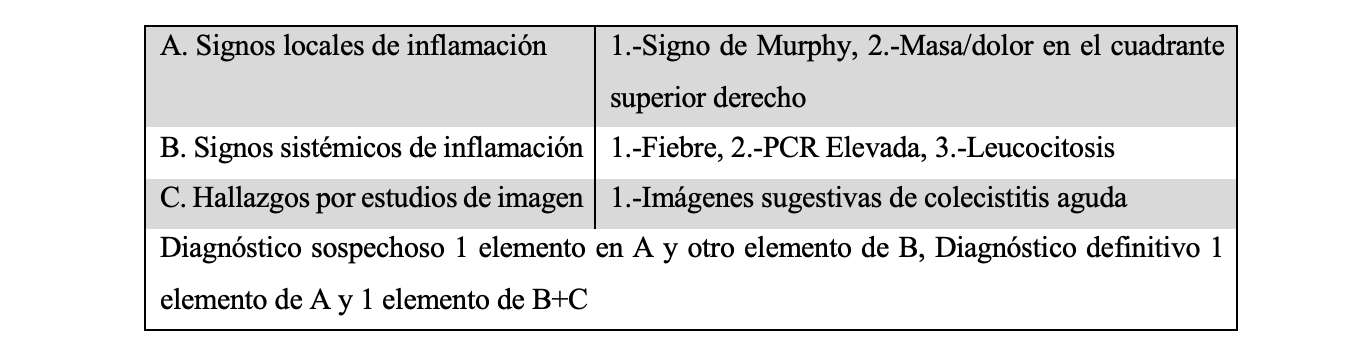 A. Signos locales de inflamación
1.-Signo de Murphy, 2.-Masa/dolor en el cuadrante
superior derecho
B. Signos sistémicos de inflamación
1.-Fiebre, 2.-PCR Elevada, 3.-Leucocitosis
C. Hallazgos por estudios de imagen
1.-Imágenes sugestivas de colecistitis aguda
Diagnóstico sospechoso 1 elemento en A y otro elemento de B, Diagnóstico definitivo 1
elemento de A y 1 elemento de B+C